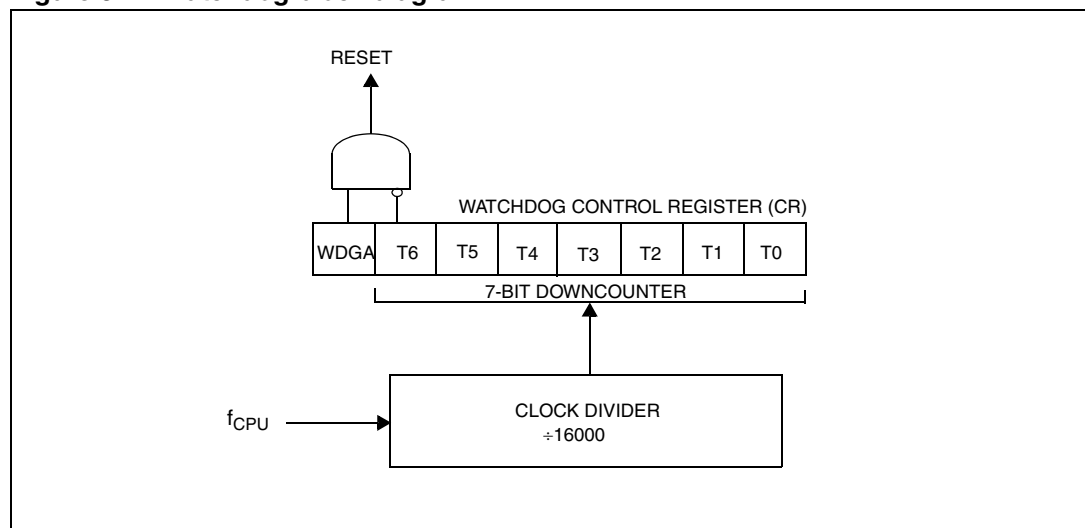 RESET
WATCHDOG CONTROL REGISTER (CR)
WDGA T6 T5 T4 T3 T2 T1 T0
7-BIT DOWNCOUNTER
fCPU
CLOCK DIVIDER
÷16000